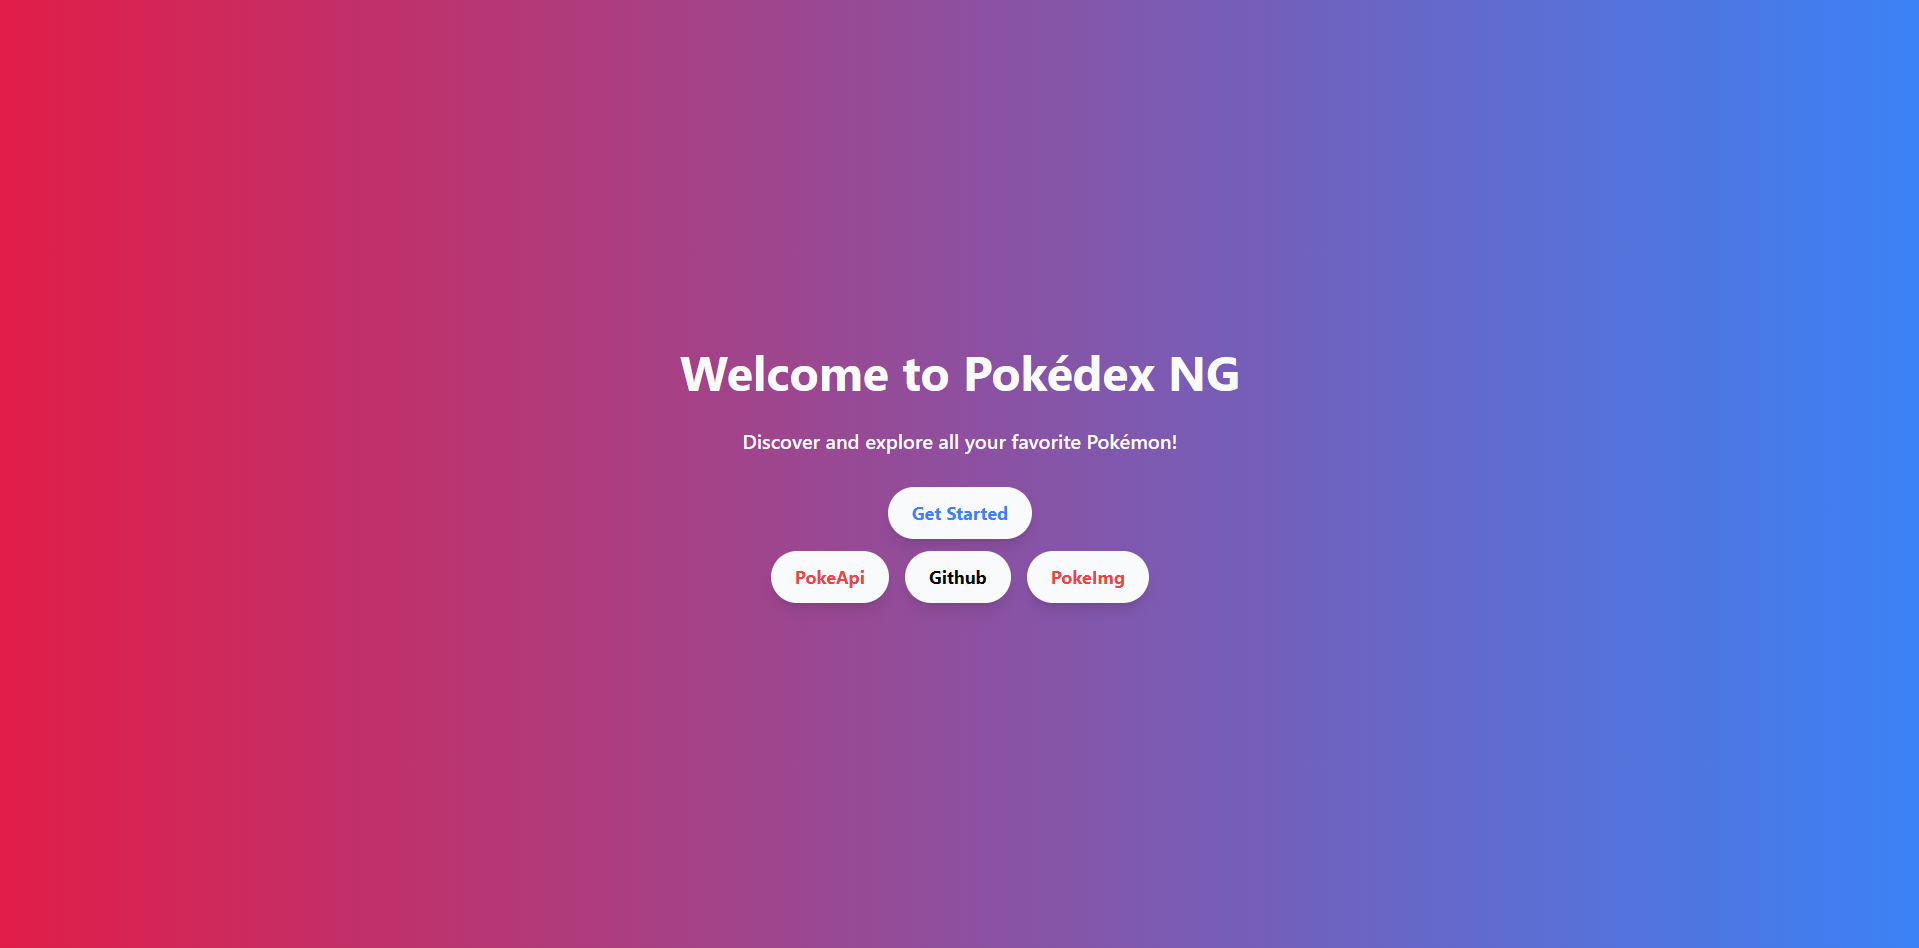 Welcome to Pokédex NG
Discover and explore all your favorite Pokémon!
Get Started
PokeApi Github PokeImg